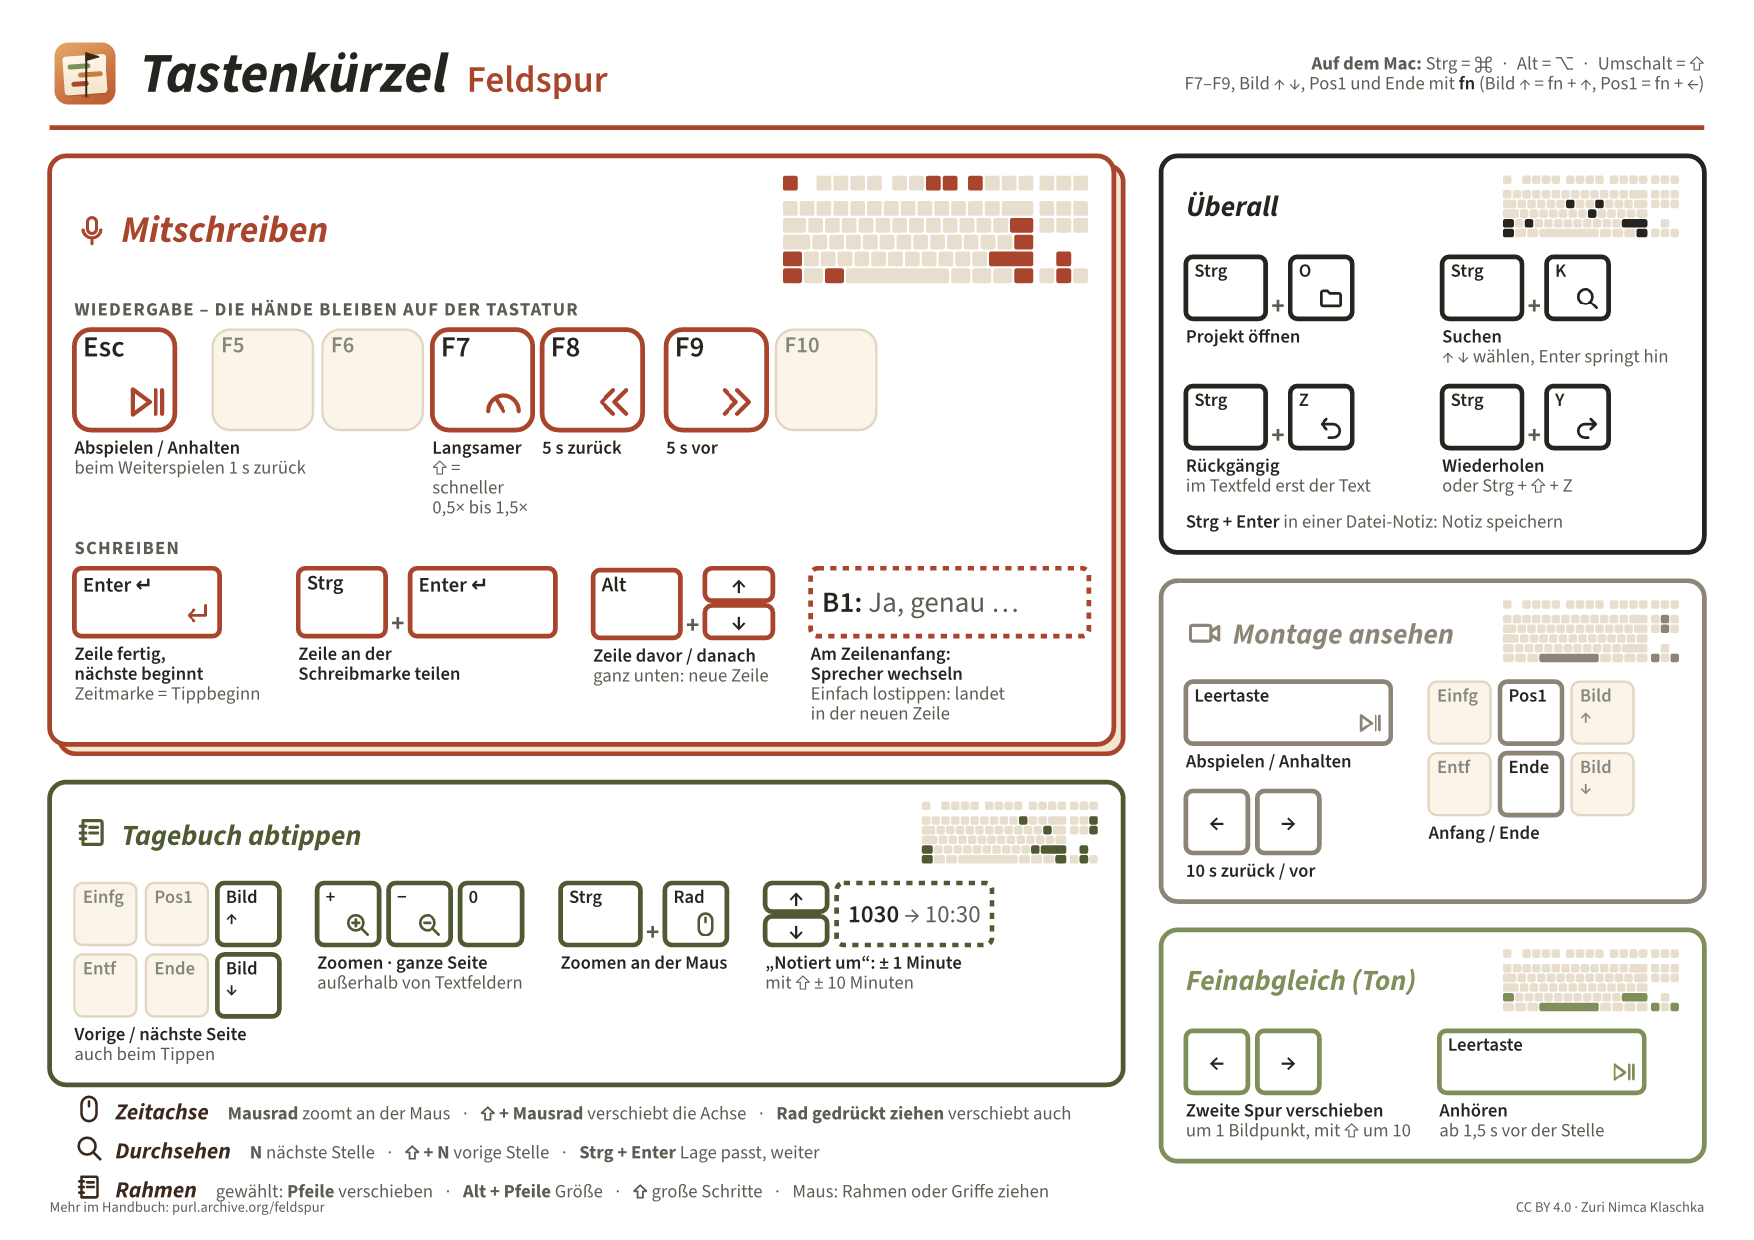 Tastenkürzel Feldspur
Auf dem Mac: Strg = ⌘ · Alt = ⌥ · Umschalt = ⇧
F7–F9, Bild ↑ ↓, Pos1 und Ende mit fn (Bild ↑ = fn + ↑, Pos1 = fn + ←)
Mitschreiben
WIEDERGABE – DIE HÄNDE BLEIBEN AUF DER TASTATUR
Esc F5 F6 F7 F8 F9 F10
Abspielen / Anhalten
beim Weiterspielen 1 s zurück
Langsamer
⇧ =
schneller
0,5× bis 1,5×
5 s zurück
5 s vor
SCHREIBEN
Enter ↵
Zeile fertig,
nächste beginnt
Zeitmarke = Tippbeginn
Strg + Enter ↵
Zeile an der
Schreibmarke teilen
Alt + ↑ ↓
Zeile davor / danach
ganz unten: neue Zeile
B1: Ja, genau …
Am Zeilenanfang:
Sprecher wechseln
Einfach lostippen: landet
in der neuen Zeile
Überall
Strg + O
Projekt öffnen
Strg + K
Suchen
↑ ↓ wählen, Enter springt hin
Strg + Z
Rückgängig
im Textfeld erst der Text
Strg + Y
Wiederholen
oder Strg + ⇧ + Z
Strg + Enter in einer Datei-Notiz: Notiz speichern
Montage ansehen
Leertaste
Abspielen / Anhalten
← →
10 s zurück / vor
Einfg Pos1 Bild ↑
Entf Ende Bild ↓
Anfang / Ende
Tagebuch abtippen
Einfg Pos1 Bild ↑
Entf Ende Bild ↓
Vorige / nächste Seite
auch beim Tippen
+ − 0
Zoomen · ganze Seite
außerhalb von Textfeldern
Strg + Rad
Zoomen an der Maus
↑ ↓ 1030 → 10:30
„Notiert um“: ± 1 Minute
mit ⇧ ± 10 Minuten
Feinabgleich (Ton)
← →
Zweite Spur verschieben
um 1 Bildpunkt, mit ⇧ um 10
Leertaste
Anhören
ab 1,5 s vor der Stelle
Zeitachse Mausrad zoomt an der Maus · ⇧ + Mausrad verschiebt die Achse · Rad gedrückt ziehen verschiebt auch
Durchsehen N nächste Stelle · ⇧ + N vorige Stelle · Strg + Enter Lage passt, weiter
Rahmen gewählt: Pfeile verschieben · Alt + Pfeile Größe · ⇧ große Schritte · Maus: Rahmen oder Griffe ziehen
Mehr im Handbuch: purl.archive.org/feldspur
CC BY 4.0 · Zuri Nimca Klaschka